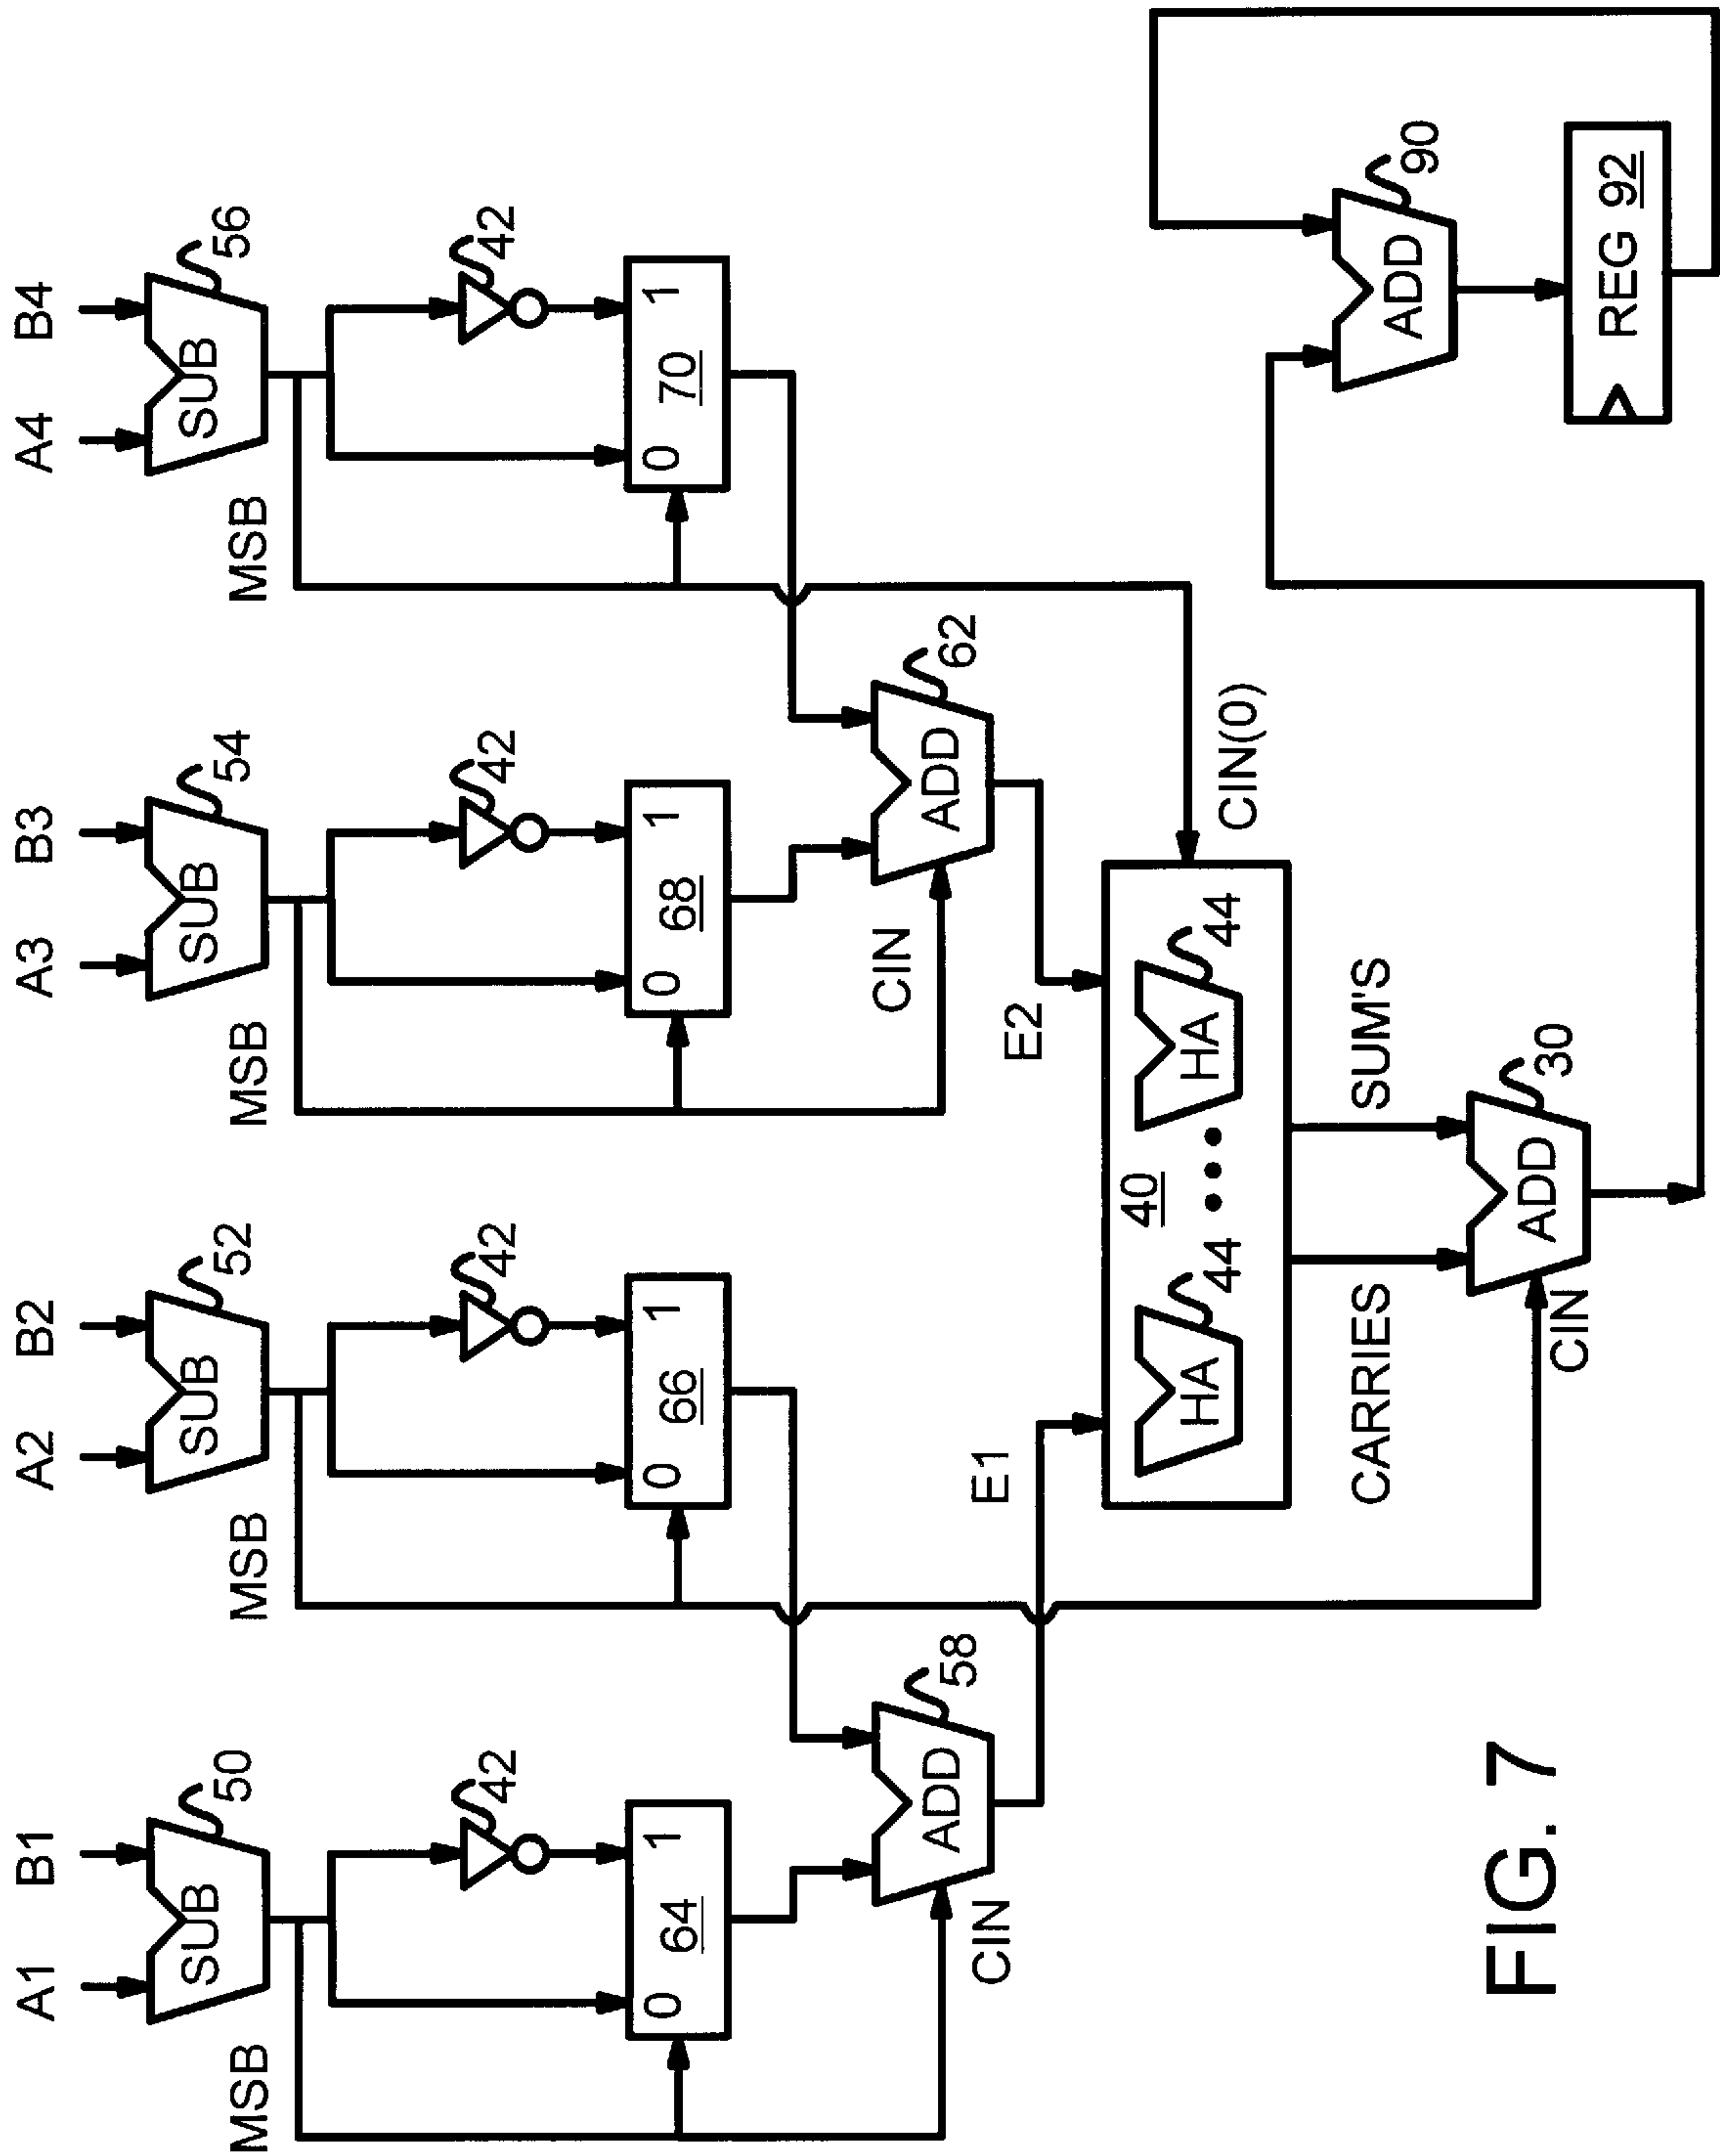 A1 B1 A2 B2 A3 B3 A4 B4
SUB 50 SUB 52 SUB 54 SUB 56
MSB MSB MSB MSB
42 42 42 42
0 64 1 0 66 1 0 68 1 0 70 1
ADD 58 ADD 62
CIN CIN
E1 E2
CIN(0)
HA 44 40 HA 44
CARRIES SUM'S
ADD 30
CIN
ADD 90
REG 92
FIG. 7